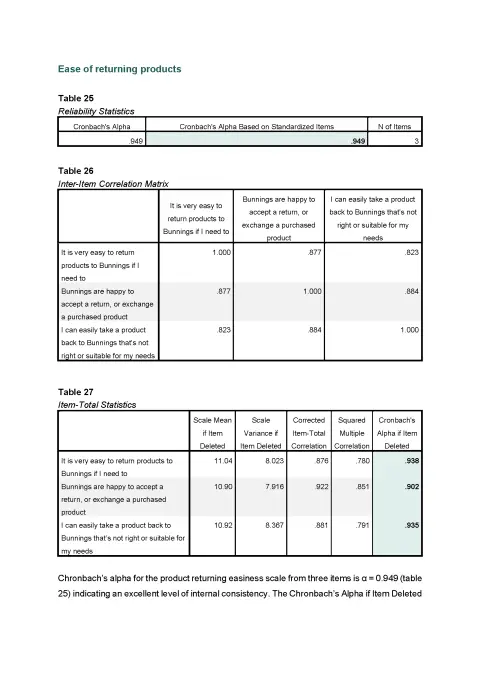 Ease of returning products
Table 25
Reliability Statistics
Cronbach's Alpha Cronbach's Alpha Based on Standardized Items N of Items
.949 .949 3
Table 26
Inter-Item Correlation Matrix
It is very easy to return products to Bunnings if I need to
Bunnings are happy to accept a return, or exchange a purchased product
I can easily take a product back to Bunnings that's not right or suitable for my needs
It is very easy to return 1.000 .877 .823
products to Bunnings if I
need to
Bunnings are happy to .877 1.000 .884
accept a return, or exchange
a purchased product
I can easily take a product .823 .884 1.000
back to Bunnings that's not
right or suitable for my needs
Table 27
Item-Total Statistics
Scale Mean if Item Deleted
Scale Variance if Item Deleted
Corrected Item-Total Correlation
Squared Multiple Correlation
Cronbach's Alpha if Item Deleted
It is very easy to return products to 11.04 8.023 .876 .780 .938
Bunnings if I need to
Bunnings are happy to accept a 10.90 7.916 .922 .851 .902
return, or exchange a purchased
product
I can easily take a product back to 10.92 8.367 .881 .791 .935
Bunnings that's not right or suitable for
my needs
Chronbach's alpha for the product returning easiness scale from three items is α = 0.949 (table
25) indicating an excellent level of internal consistency. The Chronbach's Alpha if Item Deleted